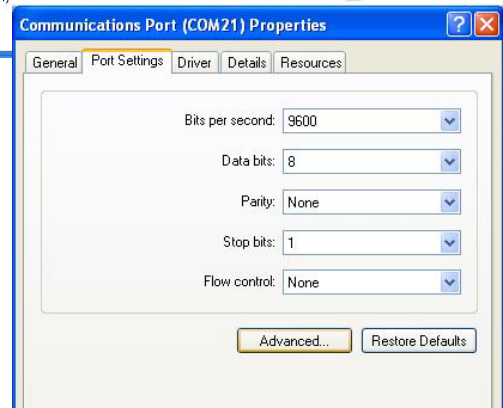 Communications Port (COM21) Properties
General Port Settings Driver Details Resources
Bits per second: 9600
Data bits: 8
Parity: None
Stop bits: 1
Flow control: None
Advanced... Restore Defaults